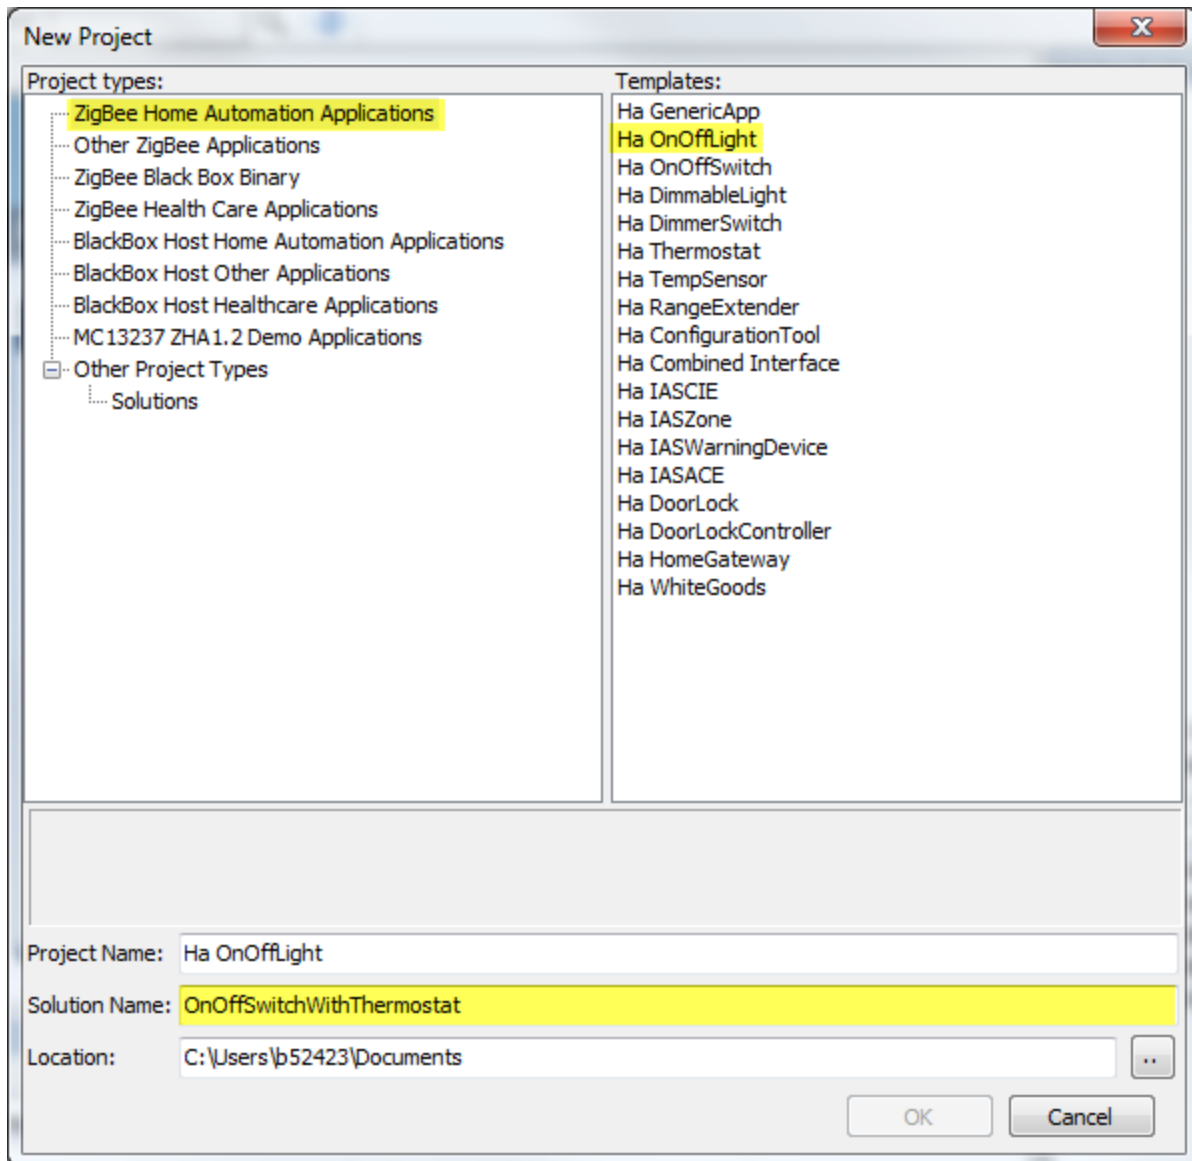 New Project
Project types:
ZigBee Home Automation Applications
Other ZigBee Applications
ZigBee Black Box Binary
ZigBee Health Care Applications
BlackBox Host Home Automation Applications
BlackBox Host Other Applications
BlackBox Host Healthcare Applications
MC13237 ZHA1.2 Demo Applications
Other Project Types
Solutions
Templates:
Ha GenericApp
Ha OnOffLight
Ha OnOffSwitch
Ha DimmableLight
Ha DimmerSwitch
Ha Thermostat
Ha TempSensor
Ha RangeExtender
Ha ConfigurationTool
Ha Combined Interface
Ha IASCIE
Ha IASZone
Ha IASWarningDevice
Ha IASACE
Ha DoorLock
Ha DoorLockController
Ha HomeGateway
Ha WhiteGoods
Project Name: Ha OnOffLight
Solution Name: OnOffSwitchWithThermostat
Location: C:\Users\b52423\Documents ..
OK Cancel